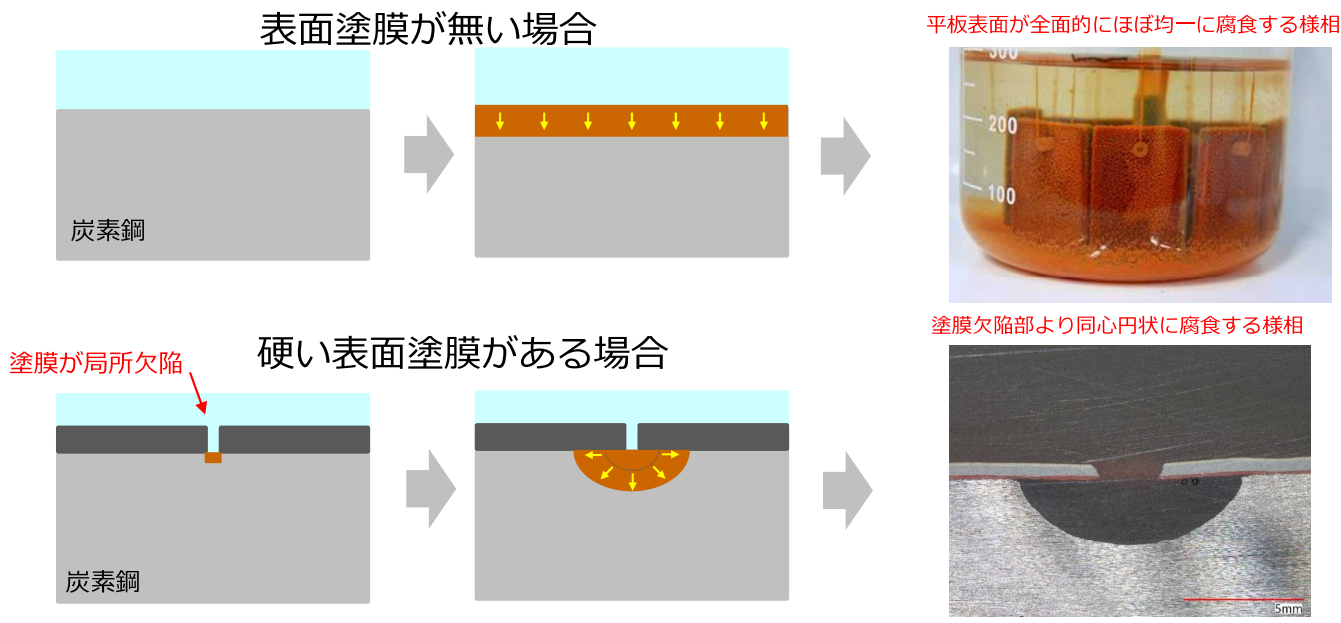 表面塗膜が無い場合
平板表面が全面的にほぼ均一に腐食する様相
炭素鋼
300
200
100
硬い表面塗膜がある場合
塗膜欠陥部より同心円状に腐食する様相
塗膜が局所欠陥
炭素鋼
5mm